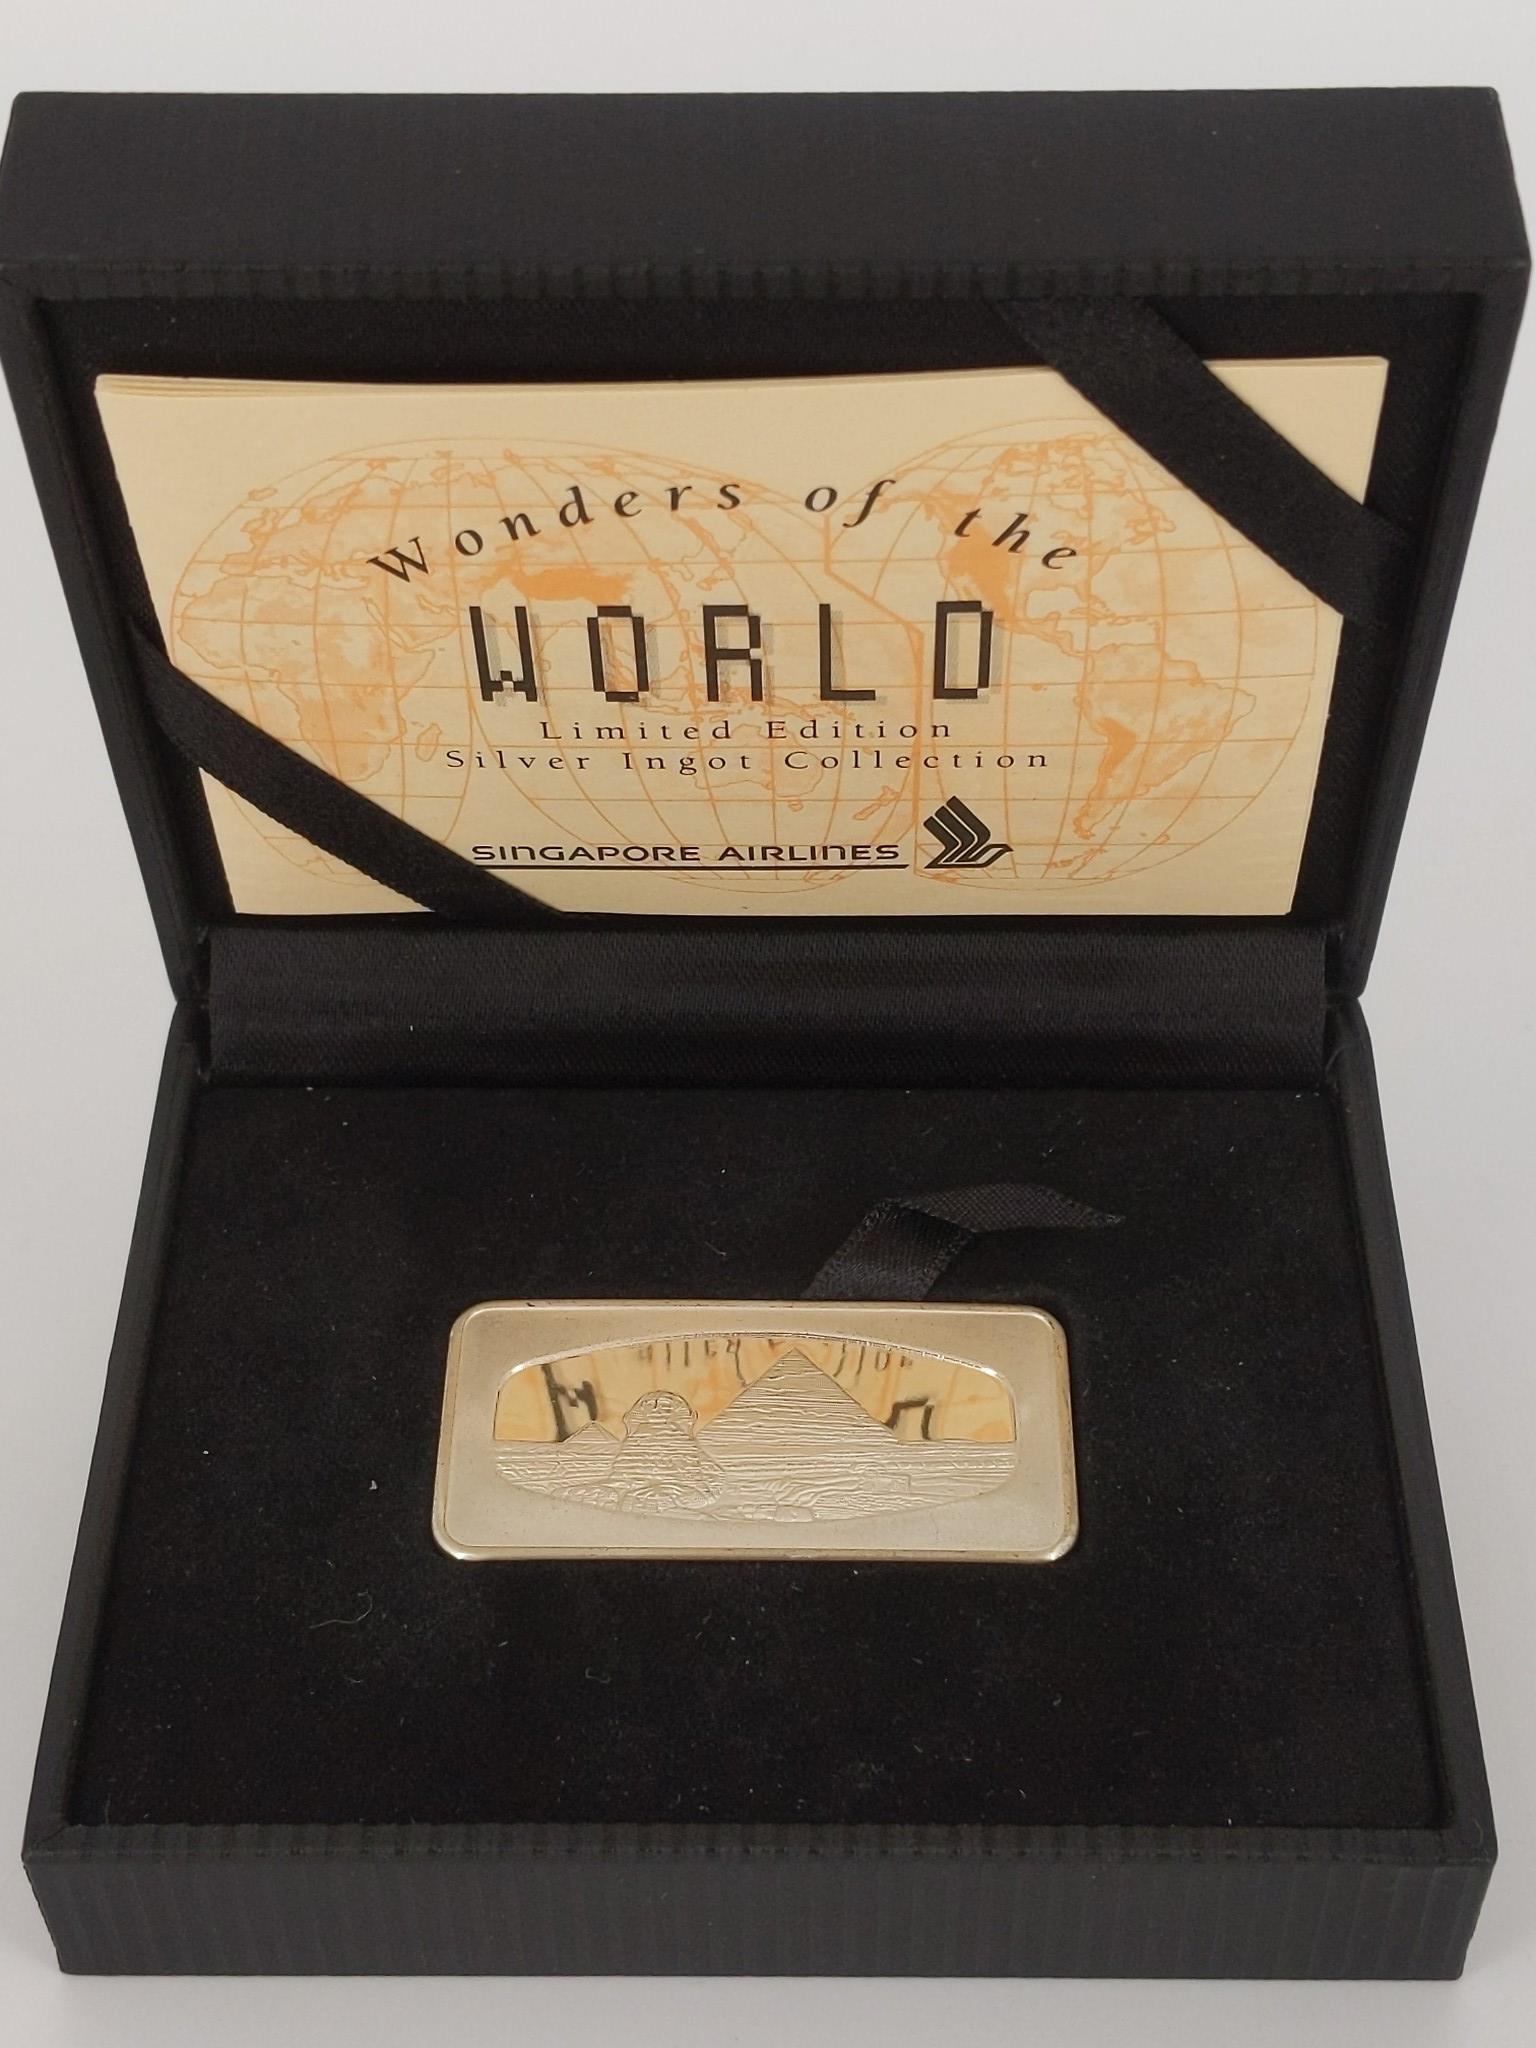 Wonders of the
WORLD
Limited Edition
Silver Ingot Collection
SINGAPORE AIRLINES